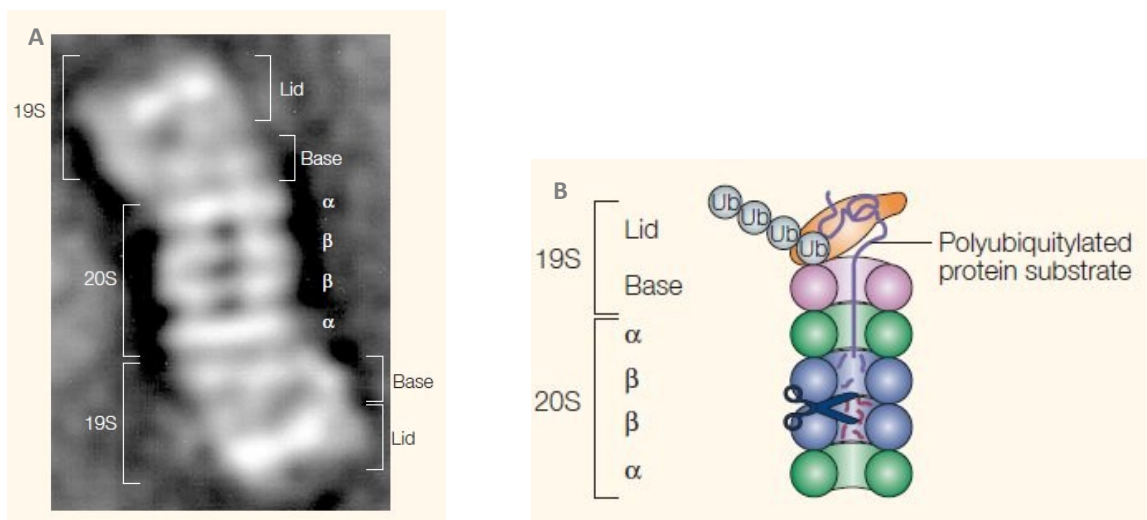 A
19S
Lid
Base
α
β
20S
β
α
Base
19S
Lid
B
Ub
Ub
Ub
Ub
19S
Lid
Base
Polyubiquitylated
protein substrate
α
β
20S
β
α